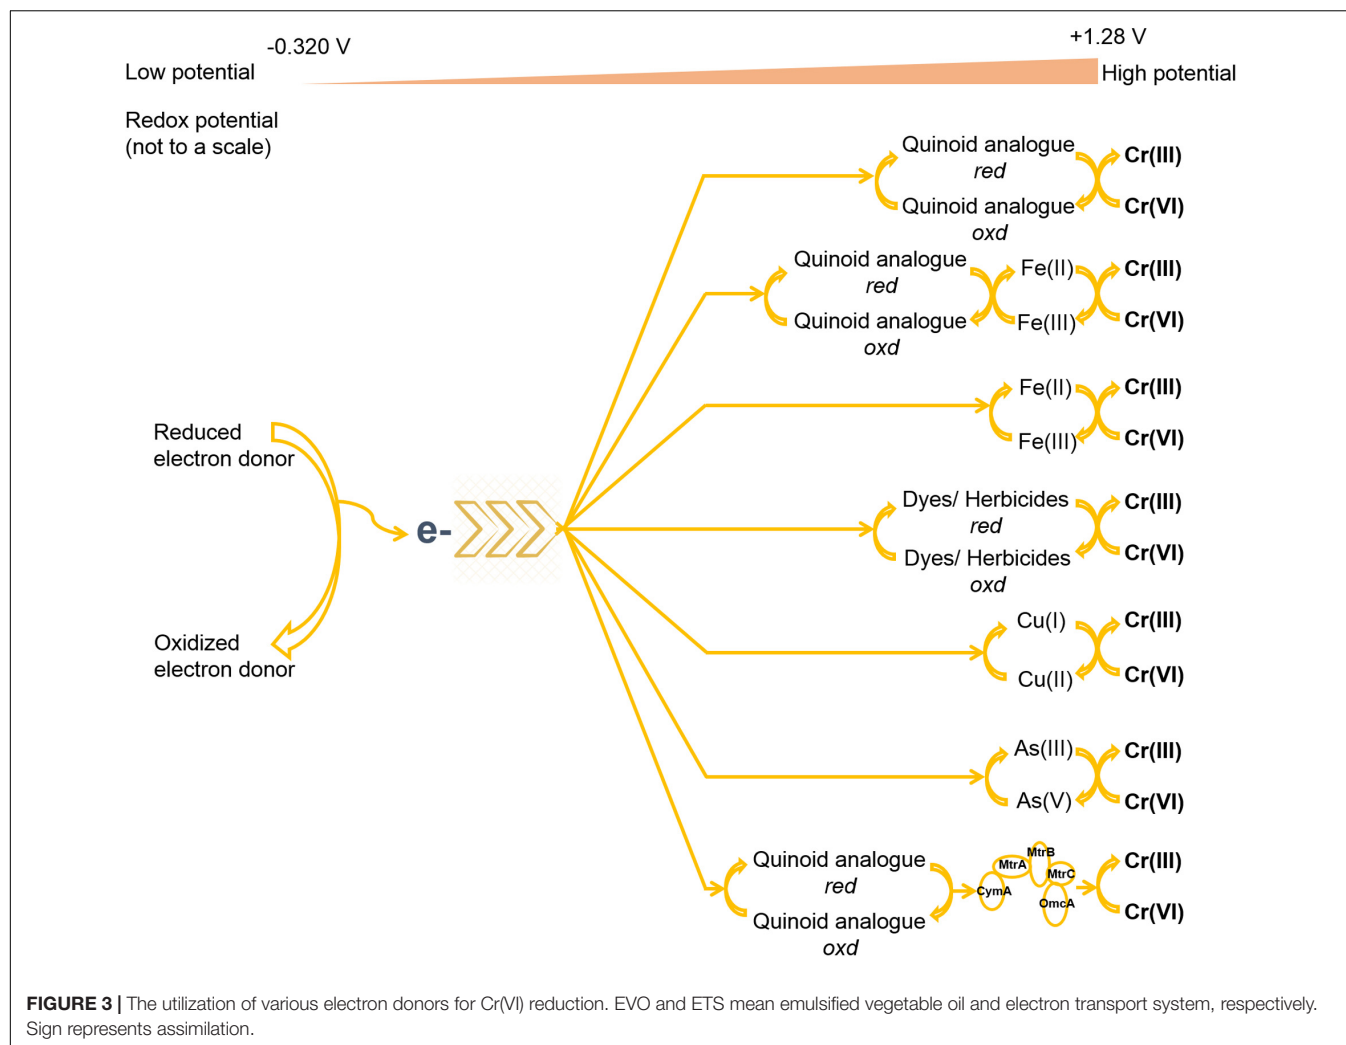 -0.320 V
+1.28 V
Low potential
High potential
Redox potential
(not to a scale)
Quinoid analogue
red
Quinoid analogue
oxd
Cr(III)
Cr(VI)
Quinoid analogue
red
Quinoid analogue
oxd
Fe(II)
Fe(III)
Cr(III)
Cr(VI)
Fe(II)
Fe(III)
Cr(III)
Cr(VI)
Reduced
electron donor
e-
Oxidized
electron donor
Dyes/ Herbicides
red
Dyes/ Herbicides
oxd
Cr(III)
Cr(VI)
Cu(I)
Cu(II)
Cr(III)
Cr(VI)
As(III)
As(V)
Cr(III)
Cr(VI)
Quinoid analogue
red
Quinoid analogue
oxd
CymA
MtrA
MtrB
MtrC
OmcA
Cr(III)
Cr(VI)
FIGURE 3 | The utilization of various electron donors for Cr(VI) reduction. EVO and ETS mean emulsified vegetable oil and electron transport system, respectively.
Sign represents assimilation.